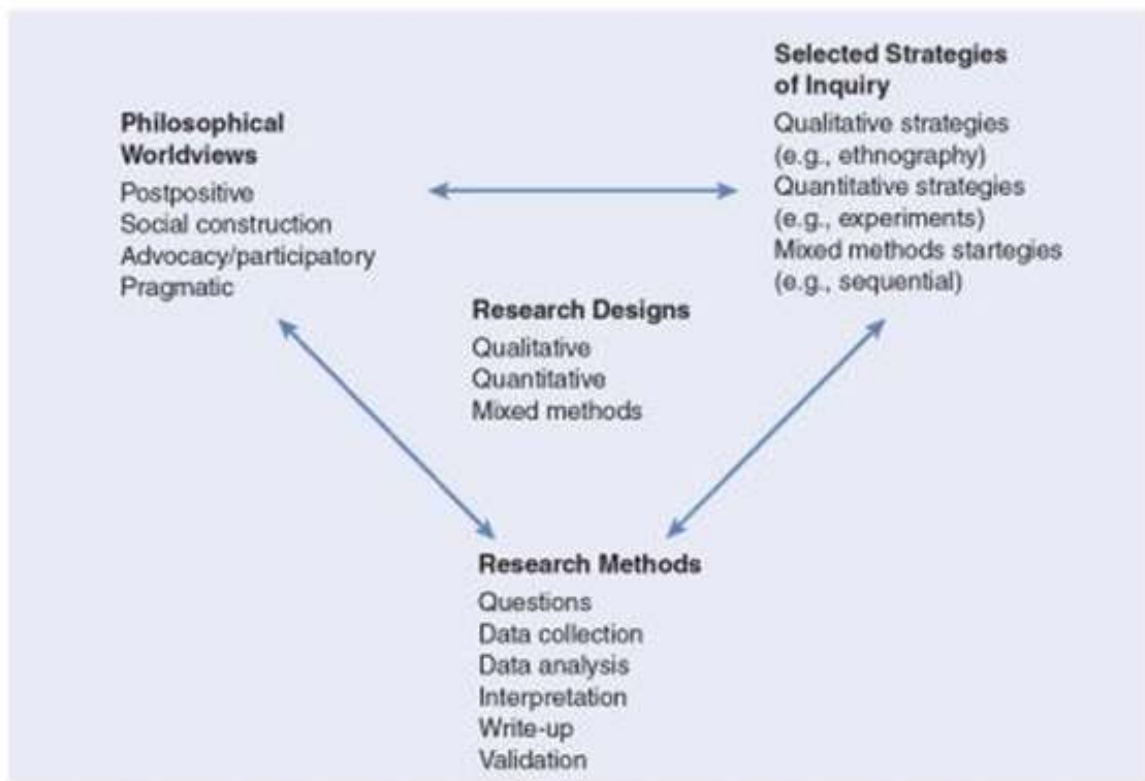 Philosophical
Worldviews
Postpositive
Social construction
Advocacy/participatory
Pragmatic
Selected Strategies
of Inquiry
Qualitative strategies
(e.g., ethnography)
Quantitative strategies
(e.g., experiments)
Mixed methods startegies
(e.g., sequential)
Research Designs
Qualitative
Quantitative
Mixed methods
Research Methods
Questions
Data collection
Data analysis
Interpretation
Write-up
Validation